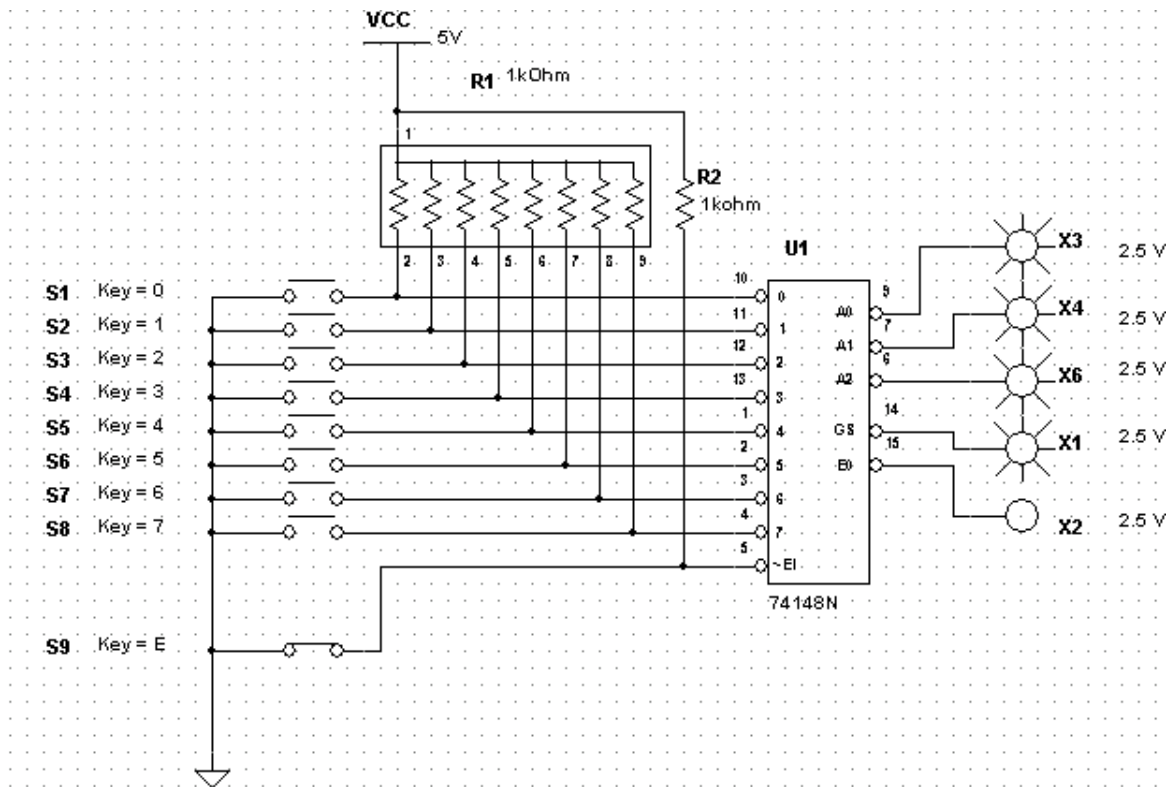 VCC
5V
R1 1kOhm
1
R2
1kohm
2 3 4 5 6 7 8 9
U1
S1 Key = 0
S2 Key = 1
S3 Key = 2
S4 Key = 3
S5 Key = 4
S6 Key = 5
S7 Key = 6
S8 Key = 7
S9 Key = E
10 0
11 1
12 2
13 3
1 4
2 5
3 6
4 7
5 ~EI
A0 9
A1 7
A2 6
GS 14
E0 15
74148N
X3 2.5 V
X4 2.5 V
X6 2.5 V
X1 2.5 V
X2 2.5 V